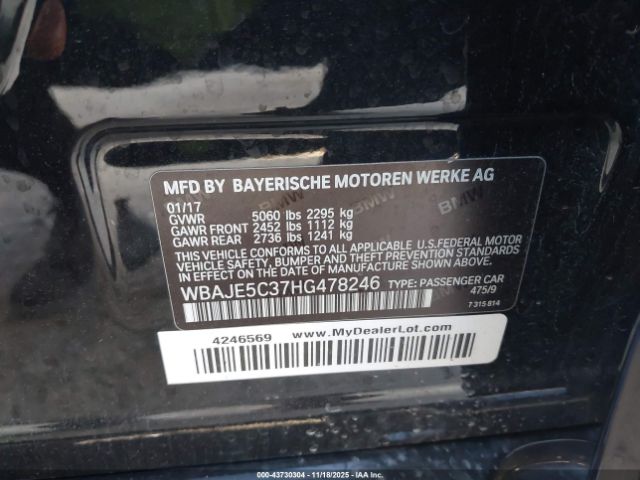 MFD BY BAYERISCHE MOTOREN WERKE AG
01/17
GVWR 5060 lbs 2295 kg
GAWR FRONT 2452 lbs 1112 kg
GAWR REAR 2736 lbs 1241 kg
THIS VEHICLE CONFORMS TO ALL APPLICABLE U.S.FEDERAL MOTOR
VEHICLE SAFETY, BUMPER AND THEFT PREVENTION STANDARDS
IN EFFECT ON THE DATE OF MANUFACTURE SHOWN ABOVE.
WBAJE5C37HG478246 TYPE: PASSENGER CAR
475/9
7 315 814
4246569 www.MyDealerLot.com
©00-43730304 — 11/18/2025 — IAA Inc.